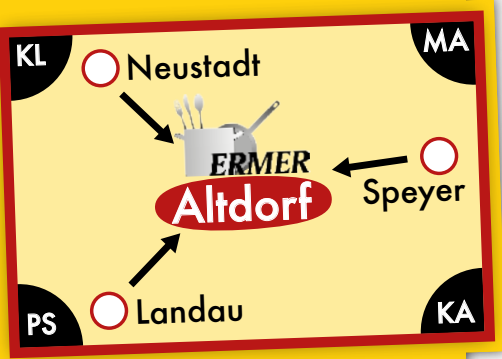 KL
MA
Neustadt
ERMER
Altdorf
Speyer
Landau
PS
KA